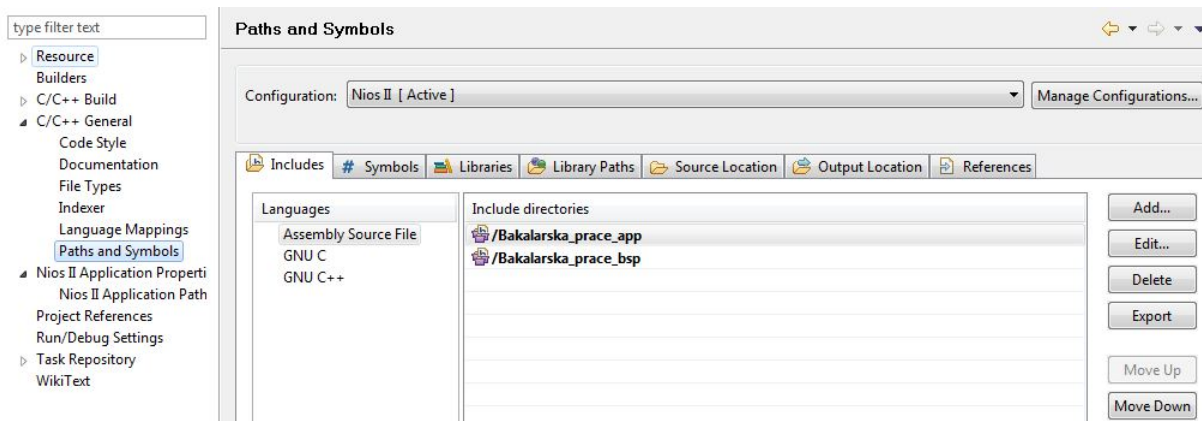 type filter text
Resource
Builders
C/C++ Build
C/C++ General
Code Style
Documentation
File Types
Indexer
Language Mappings
Paths and Symbols
Nios II Application Properti
Nios II Application Path
Project References
Run/Debug Settings
Task Repository
WikiText
Paths and Symbols
Configuration: Nios II [ Active ] Manage Configurations...
Includes # Symbols Libraries Library Paths Source Location Output Location References
Languages
Assembly Source File
GNU C
GNU C++
Include directories
/Bakalarska_prace_app
/Bakalarska_prace_bsp
Add...
Edit...
Delete
Export
Move Up
Move Down